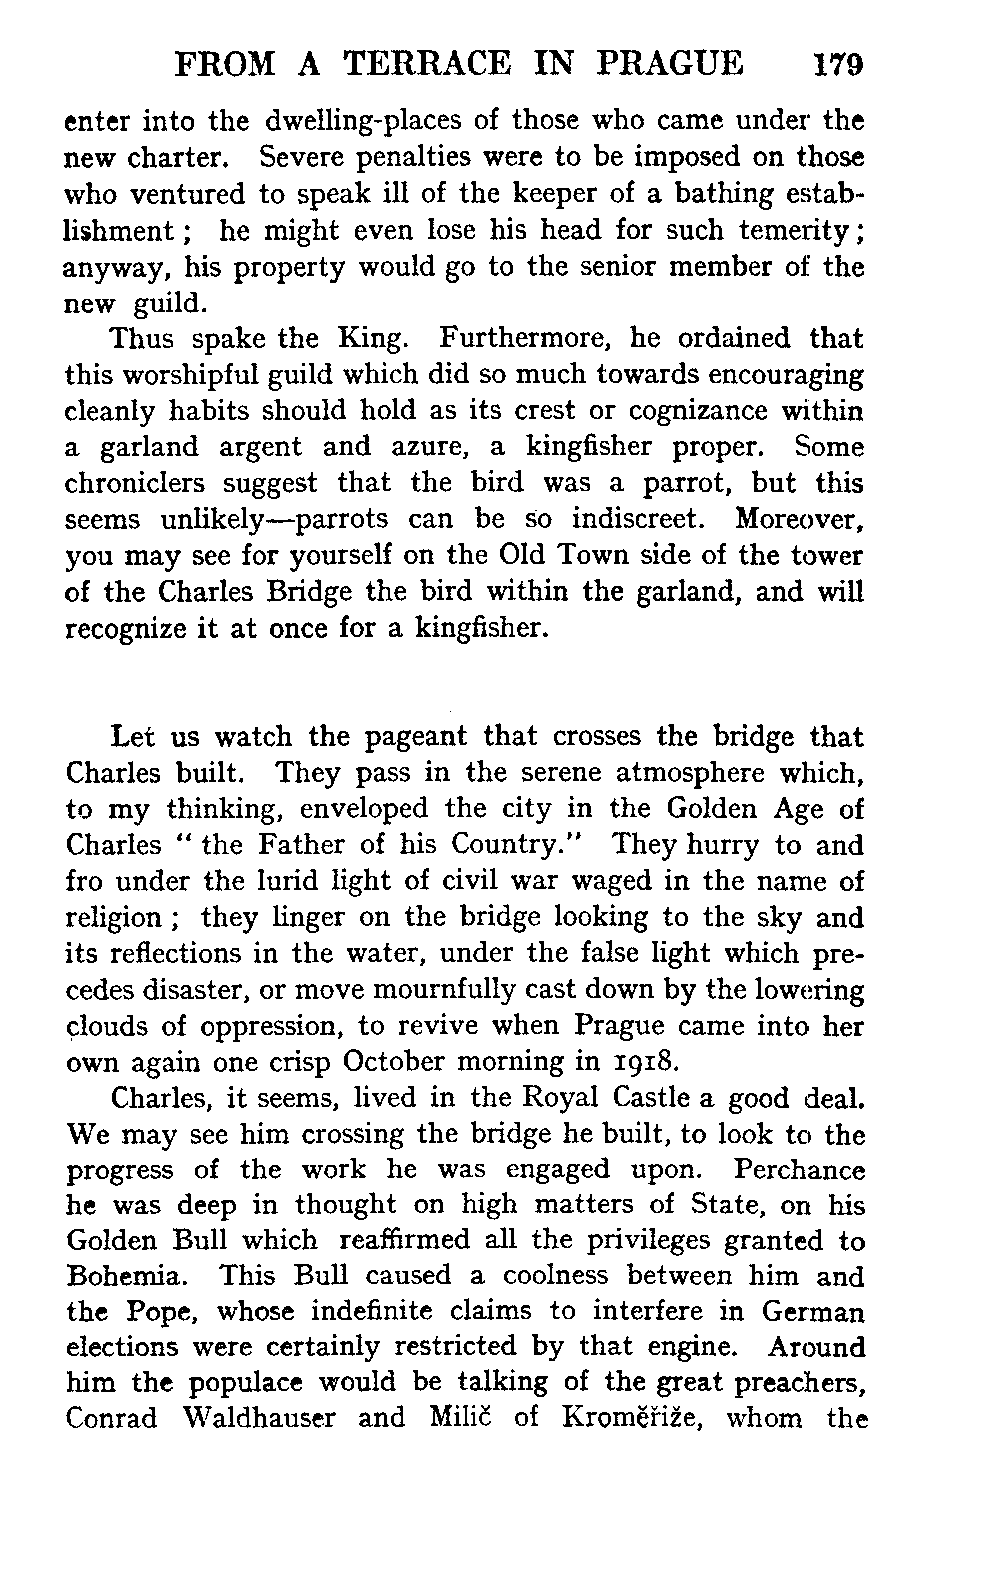 FROM A TERRACE IN PRAGUE 179
enter into the dwelling-places of those who came under the
new charter. Severe penalties were to be imposed on those
who ventured to speak ill of the keeper of a bathing estab-
lishment ; he might even lose his head for such temerity ;
anyway, his property would go to the senior member of the
new guild.
Thus spake the King. Furthermore, he ordained that
this worshipful guild which did so much towards encouraging
cleanly habits should hold as its crest or cognizance within
a garland argent and azure, a kingfisher proper. Some
chroniclers suggest that the bird was a parrot, but this
seems unlikely—parrots can be so indiscreet. Moreover,
you may see for yourself on the Old Town side of the tower
of the Charles Bridge the bird within the garland, and will
recognize it at once for a kingfisher.
Let us watch the pageant that crosses the bridge that
Charles built. They pass in the serene atmosphere which,
to my thinking, enveloped the city in the Golden Age of
Charles “ the Father of his Country.” They hurry to and
fro under the lurid light of civil war waged in the name of
religion ; they linger on the bridge looking to the sky and
its reflections in the water, under the false light which pre-
cedes disaster, or move mournfully cast down by the lowering
clouds of oppression, to revive when Prague came into her
own again one crisp October morning in 1918.
Charles, it seems, lived in the Royal Castle a good deal.
We may see him crossing the bridge he built, to look to the
progress of the work he was engaged upon. Perchance
he was deep in thought on high matters of State, on his
Golden Bull which reaffirmed all the privileges granted to
Bohemia. This Bull caused a coolness between him and
the Pope, whose indefinite claims to interfere in German
elections were certainly restricted by that engine. Around
him the populace would be talking of the great preachers,
Conrad Waldhauser and Milič of Kroměřiže, whom the